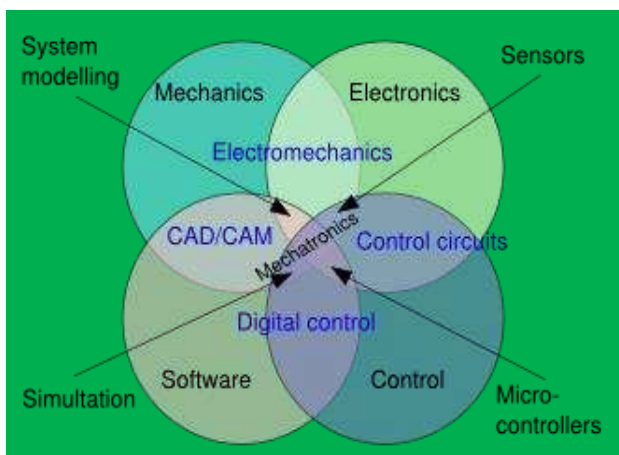 System
modelling
Sensors
Mechanics
Electronics
Electromechanics
CAD/CAM
Mechatronics
Control circuits
Digital control
Software
Control
Simultation
Micro-
controllers